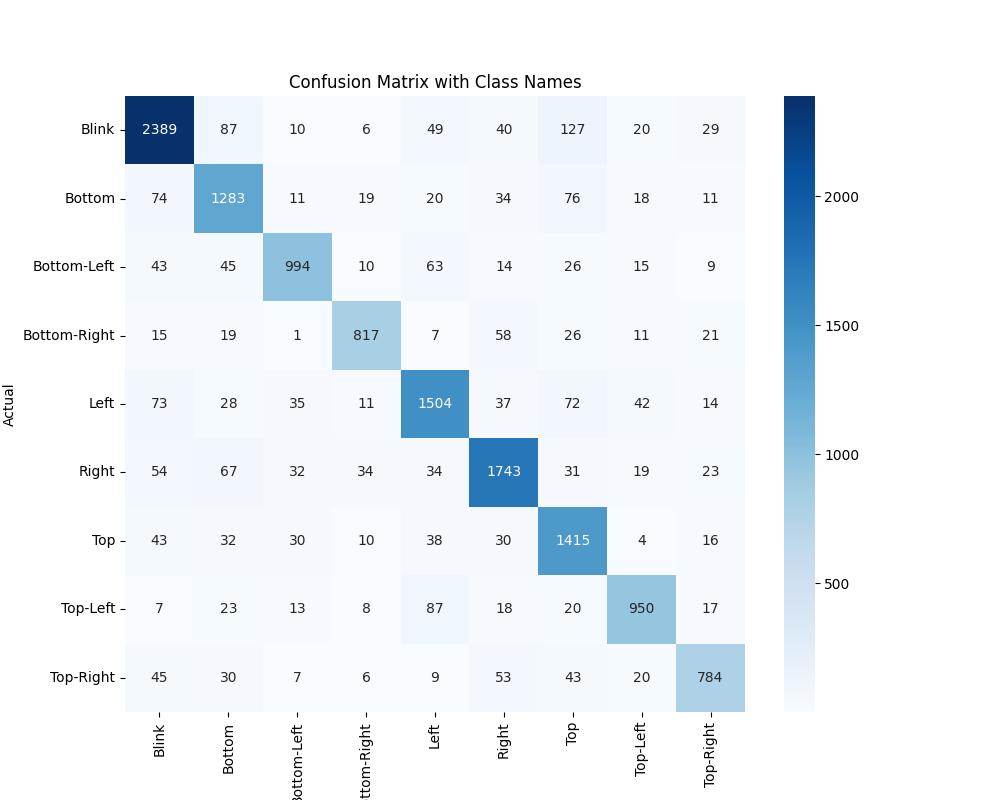 Confusion Matrix with Class Names
Blink 2389 87 10 6 49 40 127 20 29
Bottom 74 1283 11 19 20 34 76 18 11 2000
Bottom-Left 43 45 994 10 63 14 26 15 9
Bottom-Right 15 19 1 817 7 58 26 11 21 1500
Actual
Left 73 28 35 11 1504 37 72 42 14
Right 54 67 32 34 34 1743 31 19 23 1000
Top 43 32 30 10 38 30 1415 4 16
Top-Left 7 23 13 8 87 18 20 950 17 500
Top-Right 45 30 7 6 9 53 43 20 784
Blink Bottom ottom-Left ttom-Right Left Right Top Top-Left Top-Right